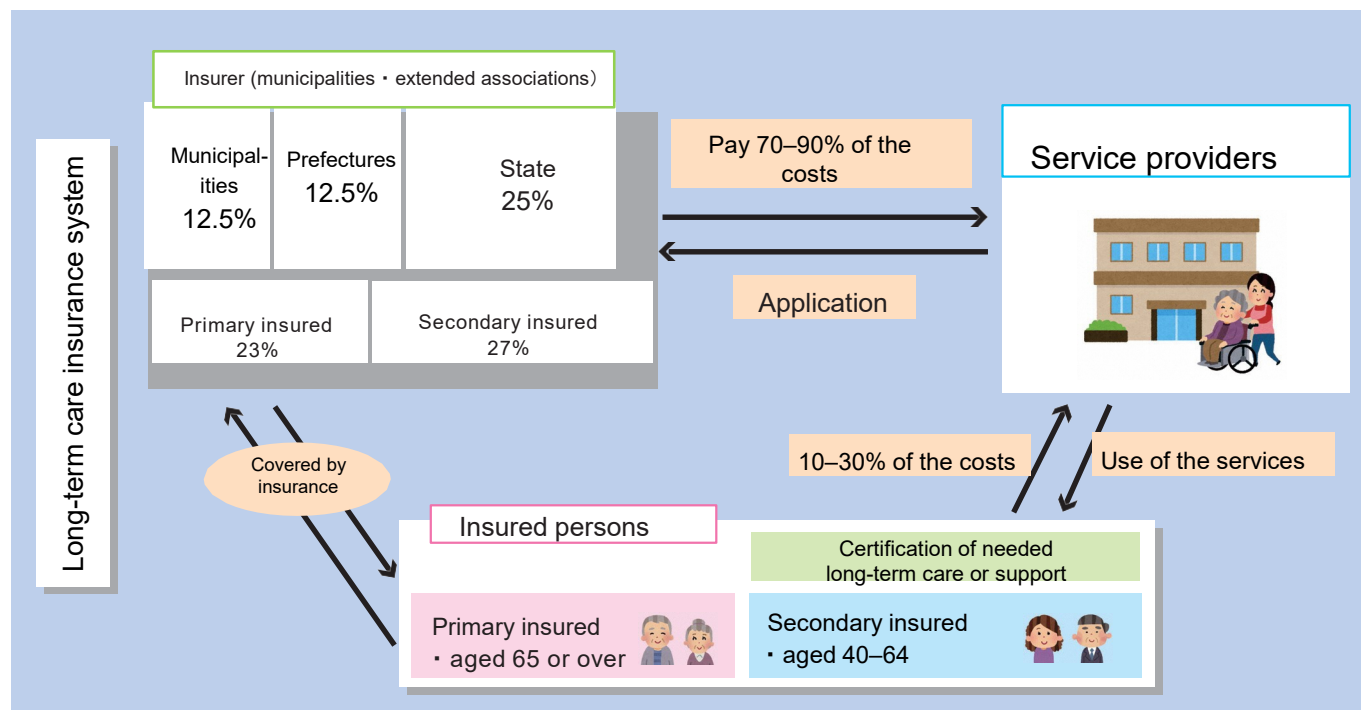 Long-term care insurance system
Insurer (municipalities・extended associations）
Municipal-
ities
12.5%
Prefectures
12.5%
State
25%
Primary insured
23%
Secondary insured
27%
Pay 70–90% of the
costs
Application
Service providers
Covered by
insurance
10–30% of the costs
Use of the services
Insured persons
Certification of needed
long-term care or support
Primary insured
・aged 65 or over
Secondary insured
・aged 40–64